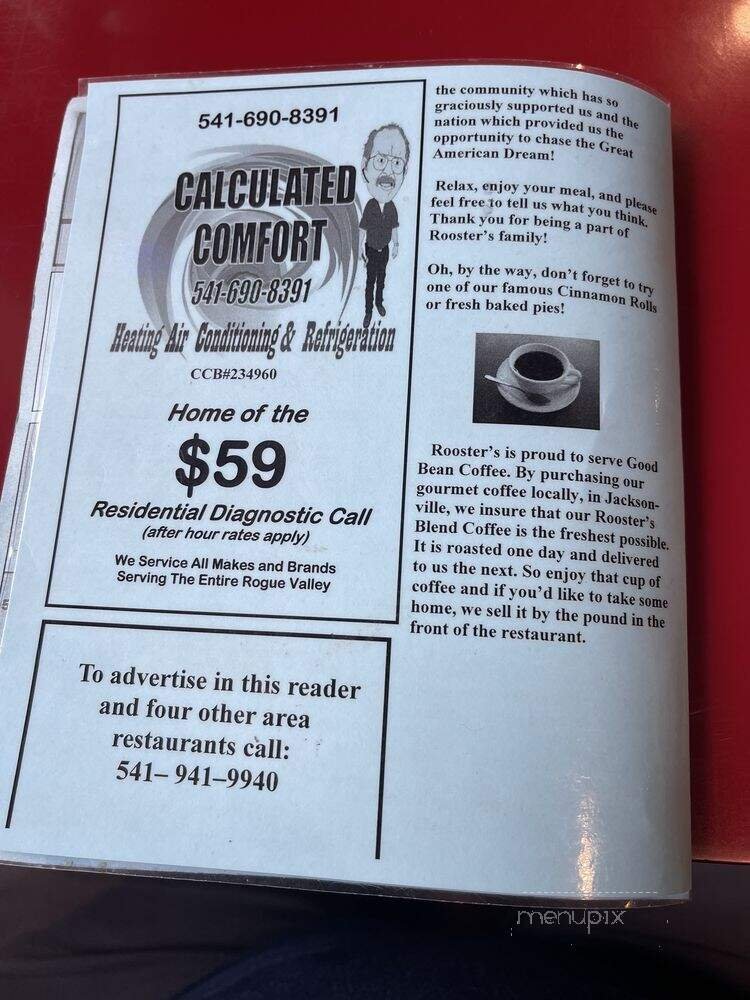 541-690-8391
CALCULATED
COMFORT
541-690-8391
Heating Air Conditioning & Refrigeration
CCB#234960
Home of the
$59
Residential Diagnostic Call
(after hour rates apply)
We Service All Makes and Brands
Serving The Entire Rogue Valley
To advertise in this reader
and four other area
restaurants call:
541– 941–9940
the community which has so
graciously supported us and the
nation which provided us the
opportunity to chase the Great
American Dream!
Relax, enjoy your meal, and please
feel free to tell us what you think.
Thank you for being a part of
Rooster's family!
Oh, by the way, don't forget to try
one of our famous Cinnamon Rolls
or fresh baked pies!
Rooster's is proud to serve Good
Bean Coffee. By purchasing our
gourmet coffee locally, in Jackson-
ville, we insure that our Rooster's
Blend Coffee is the freshest possible.
It is roasted one day and delivered
to us the next. So enjoy that cup of
coffee and if you'd like to take some
home, we sell it by the pound in the
front of the restaurant.
menupix